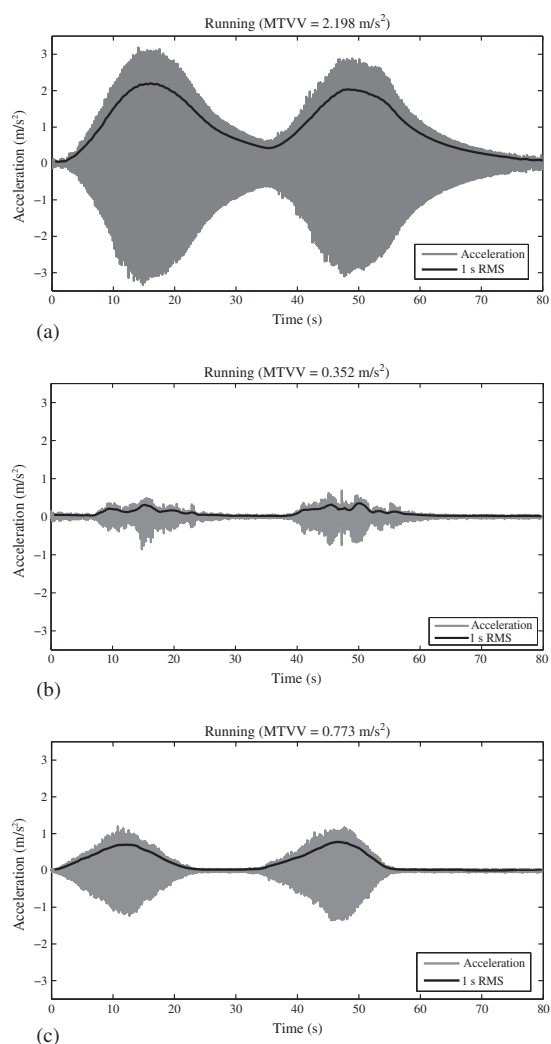 Running (MTVV = 2.198 m/s²)
3
2
1
0
−1
−2
−3
Acceleration (m/s²)
Acceleration
1 s RMS
0 10 20 30 40 50 60 70 80
Time (s)
(a)
Running (MTVV = 0.352 m/s²)
3
2
1
0
−1
−2
−3
Acceleration (m/s²)
Acceleration
1 s RMS
0 10 20 30 40 50 60 70 80
Time (s)
(b)
Running (MTVV = 0.773 m/s²)
3
2
1
0
−1
−2
−3
Acceleration (m/s²)
Acceleration
1 s RMS
0 10 20 30 40 50 60 70 80
Time (s)
(c)